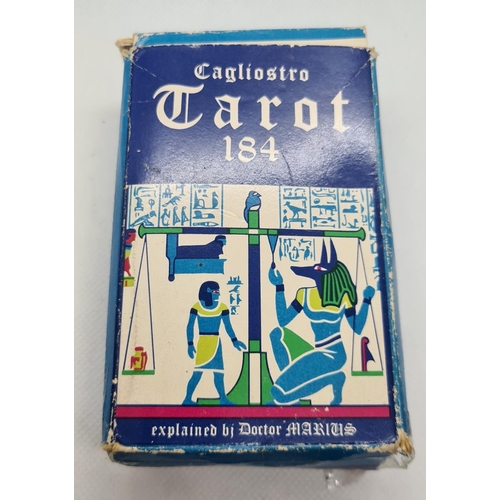 Cagliostro
Tarot
184
explained bj Doctor MARIUS